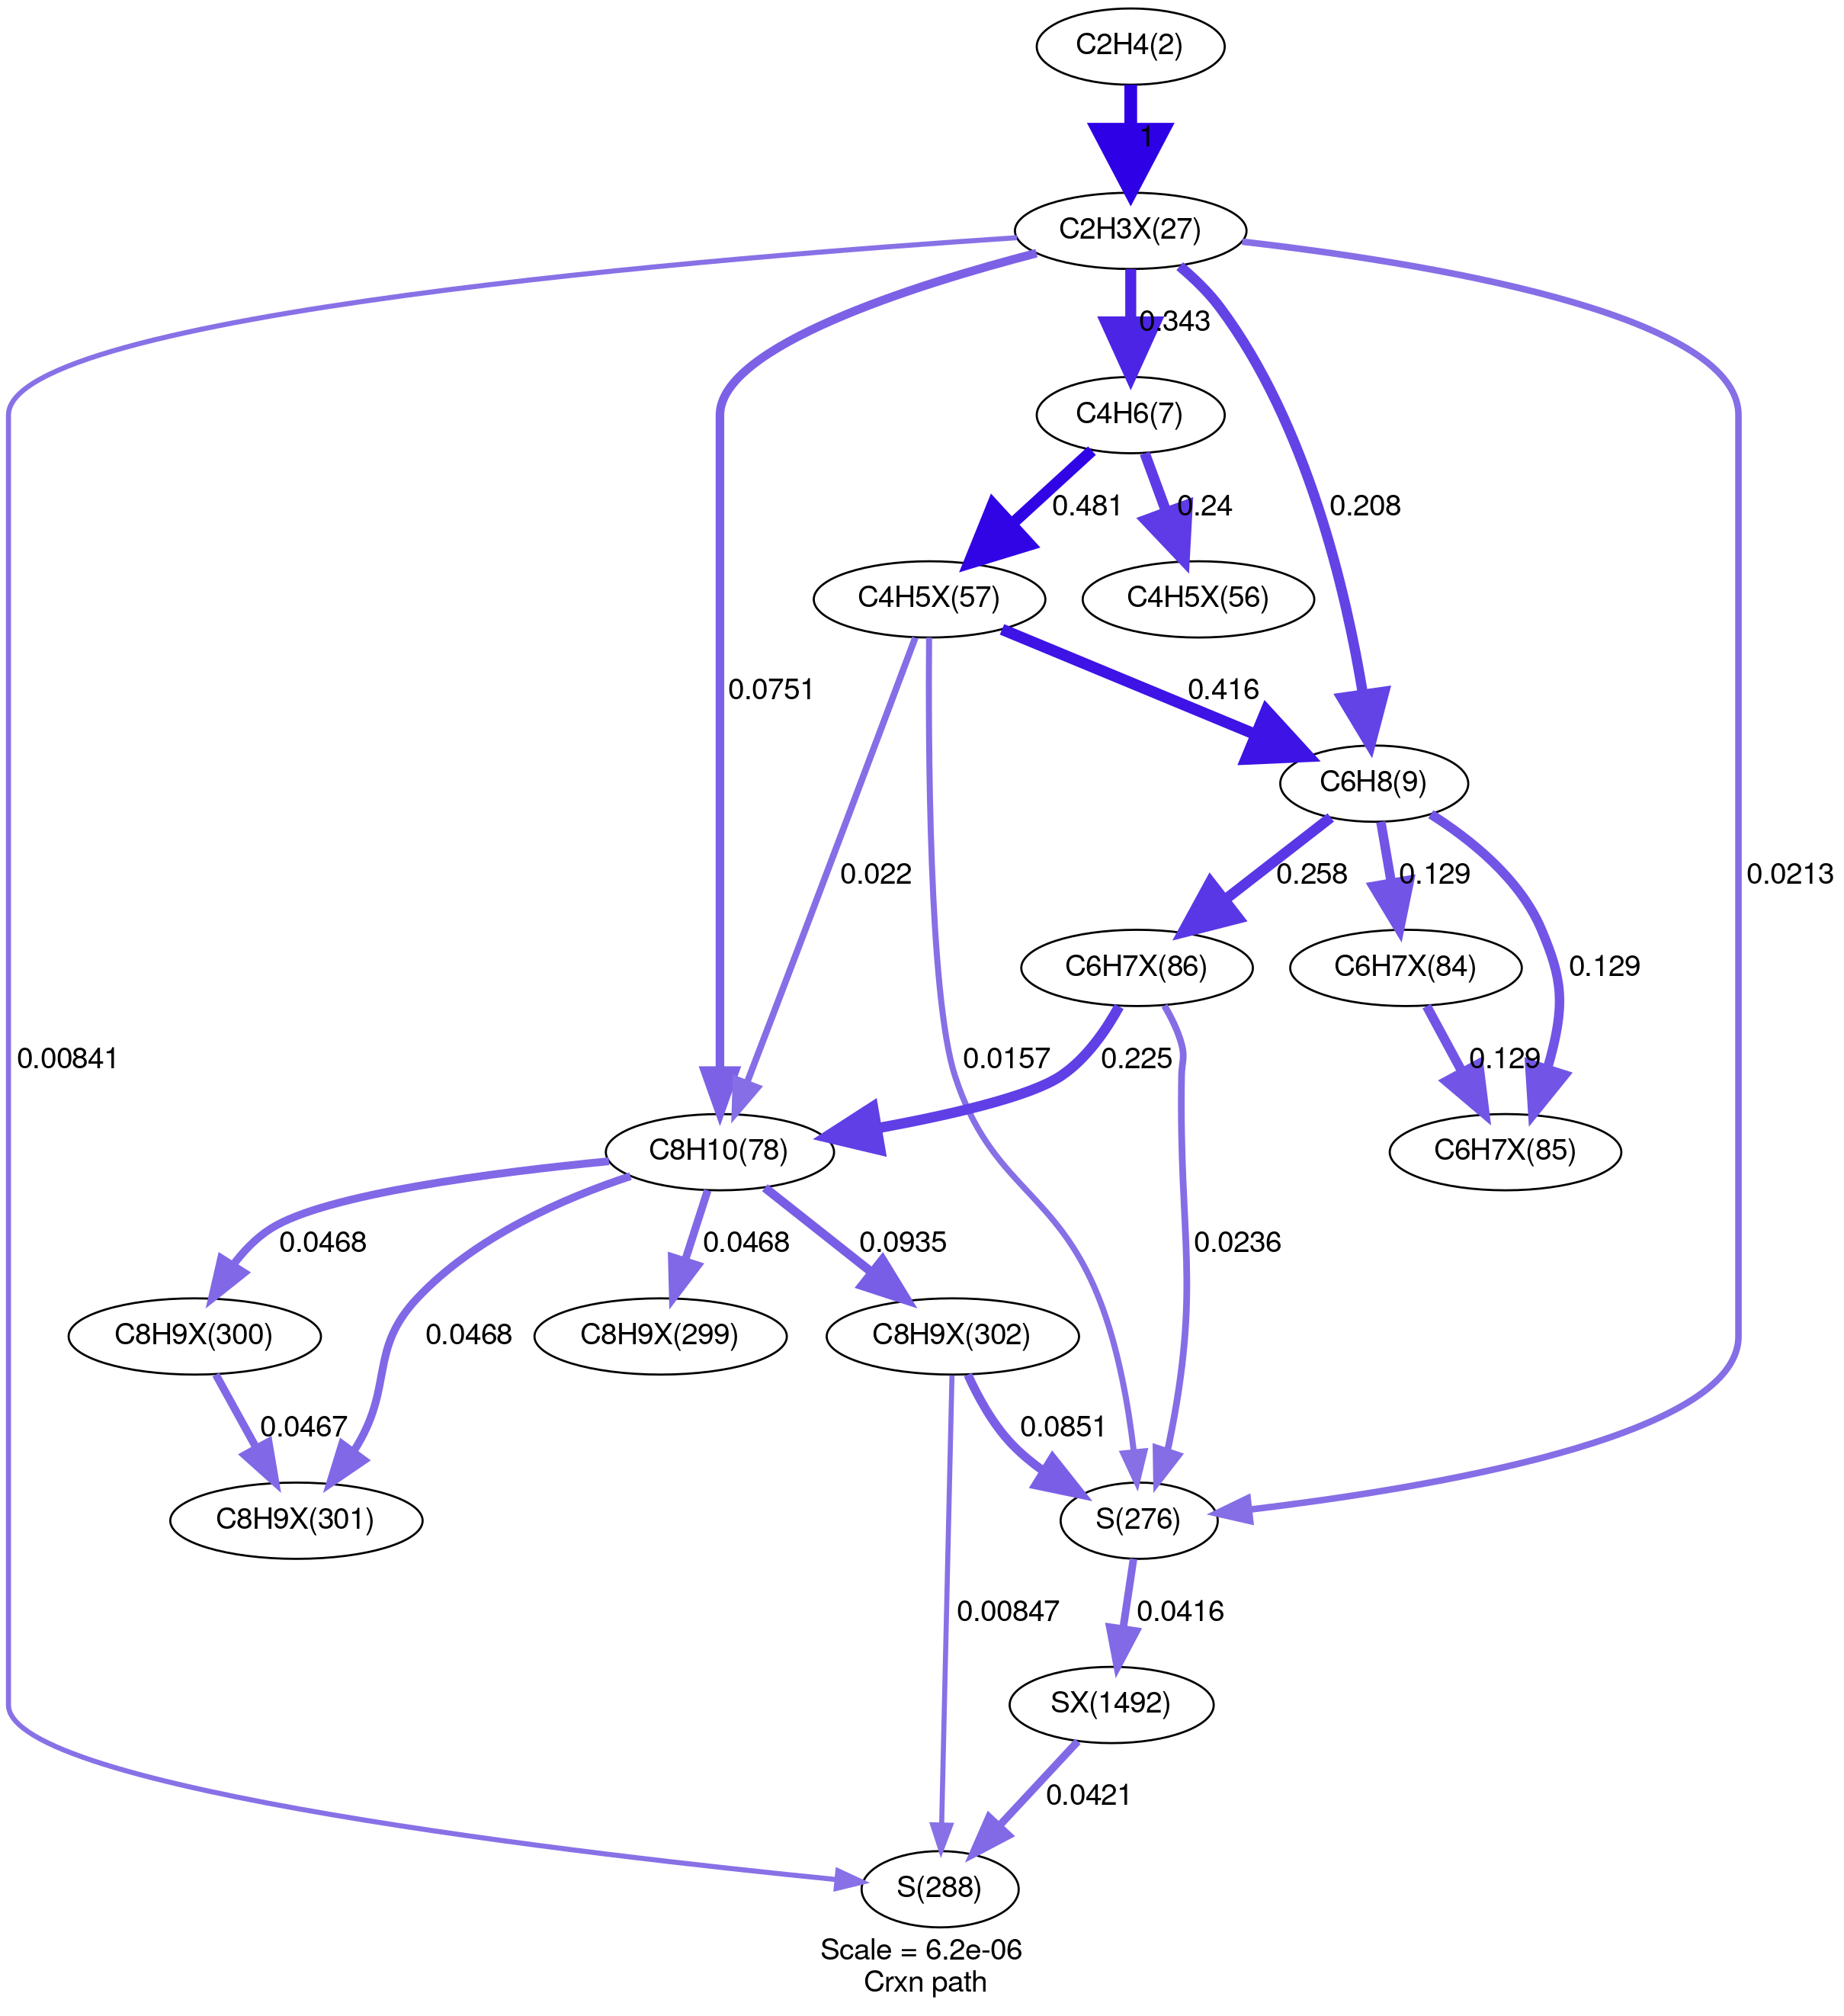 C2H4(2)
1
C2H3X(27)
0.343
C4H6(7)
0.481
0.24
0.208
C4H5X(57)
C4H5X(56)
0.0751
0.416
C6H8(9)
0.022
0.258
0.129
0.0213
C6H7X(86)
C6H7X(84)
0.129
0.00841
0.0157
0.225
0.129
C8H10(78)
C6H7X(85)
0.0468
0.0468
0.0935
0.0236
C8H9X(300)
0.0468
C8H9X(299)
C8H9X(302)
0.0467
0.0851
C8H9X(301)
S(276)
0.00847
0.0416
SX(1492)
0.0421
S(288)
Scale = 6.2e-06
Crxn path